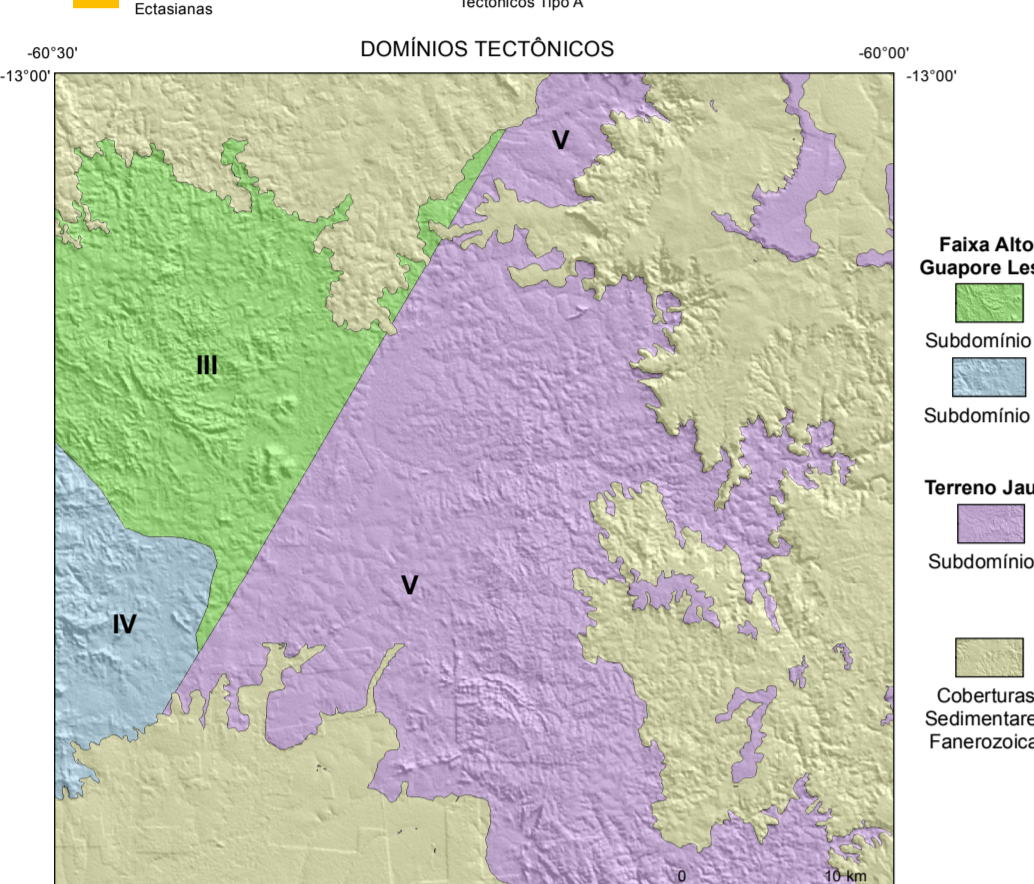 Ectasianas
Tectônicos Tipo A
DOMÍNIOS TECTÔNICOS
-60°30'
-60°00'
-13°00'
-13°00'
V
III
V
IV
Faixa Alto
Guapore Les
Subdomínio
Subdomínio
Terreno Jau
Subdomínio
Coberturas
Sedimentare
Fanerozoica
0 10 km